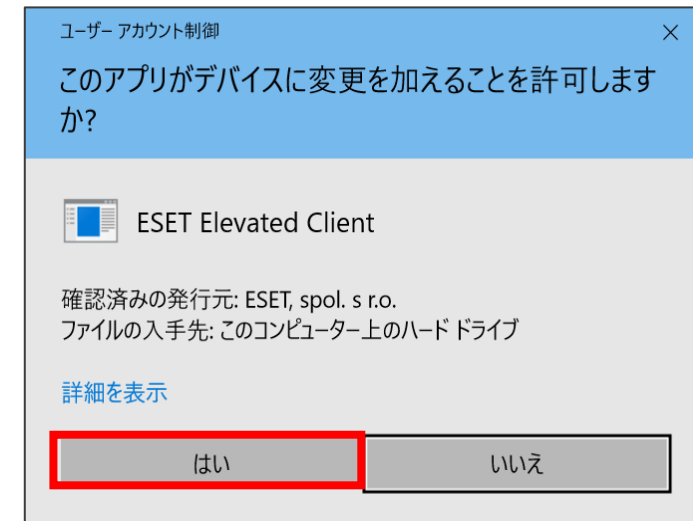 ユーザー アカウント制御
このアプリがデバイスに変更を加えることを許可します
か?
ESET Elevated Client
確認済みの発行元: ESET, spol. s r.o.
ファイルの入手先: このコンピューター上のハード ドライブ
詳細を表示
はい
いいえ